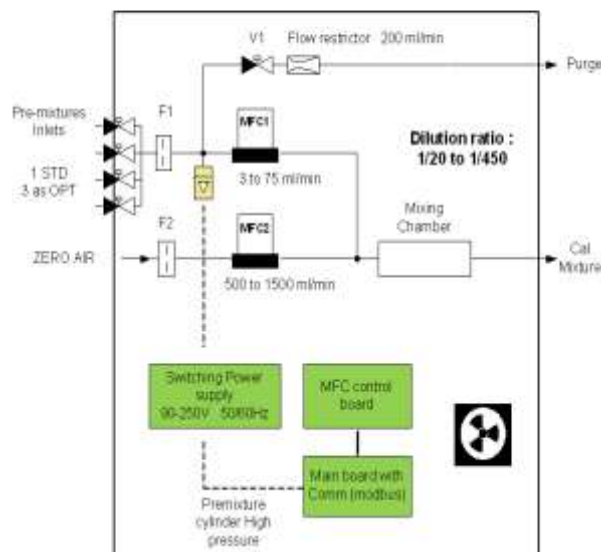 V1
Flow restrictor 200 ml/min
Purge
Pre-mixtures
Inlets
F1
MFC1
Dilution ratio :
1/20 to 1/450
1 STD
3 as OPT
3 to 75 ml/min
F2
MFC2
Mixing
Chamber
ZERO AIR
Cal
Mixture
500 to 1500 ml/min
Switching Power
supply
90-250V 50/60Hz
MFC control
board
Main board with
Comm (modbus)
Premixture
cylinder High
pressure